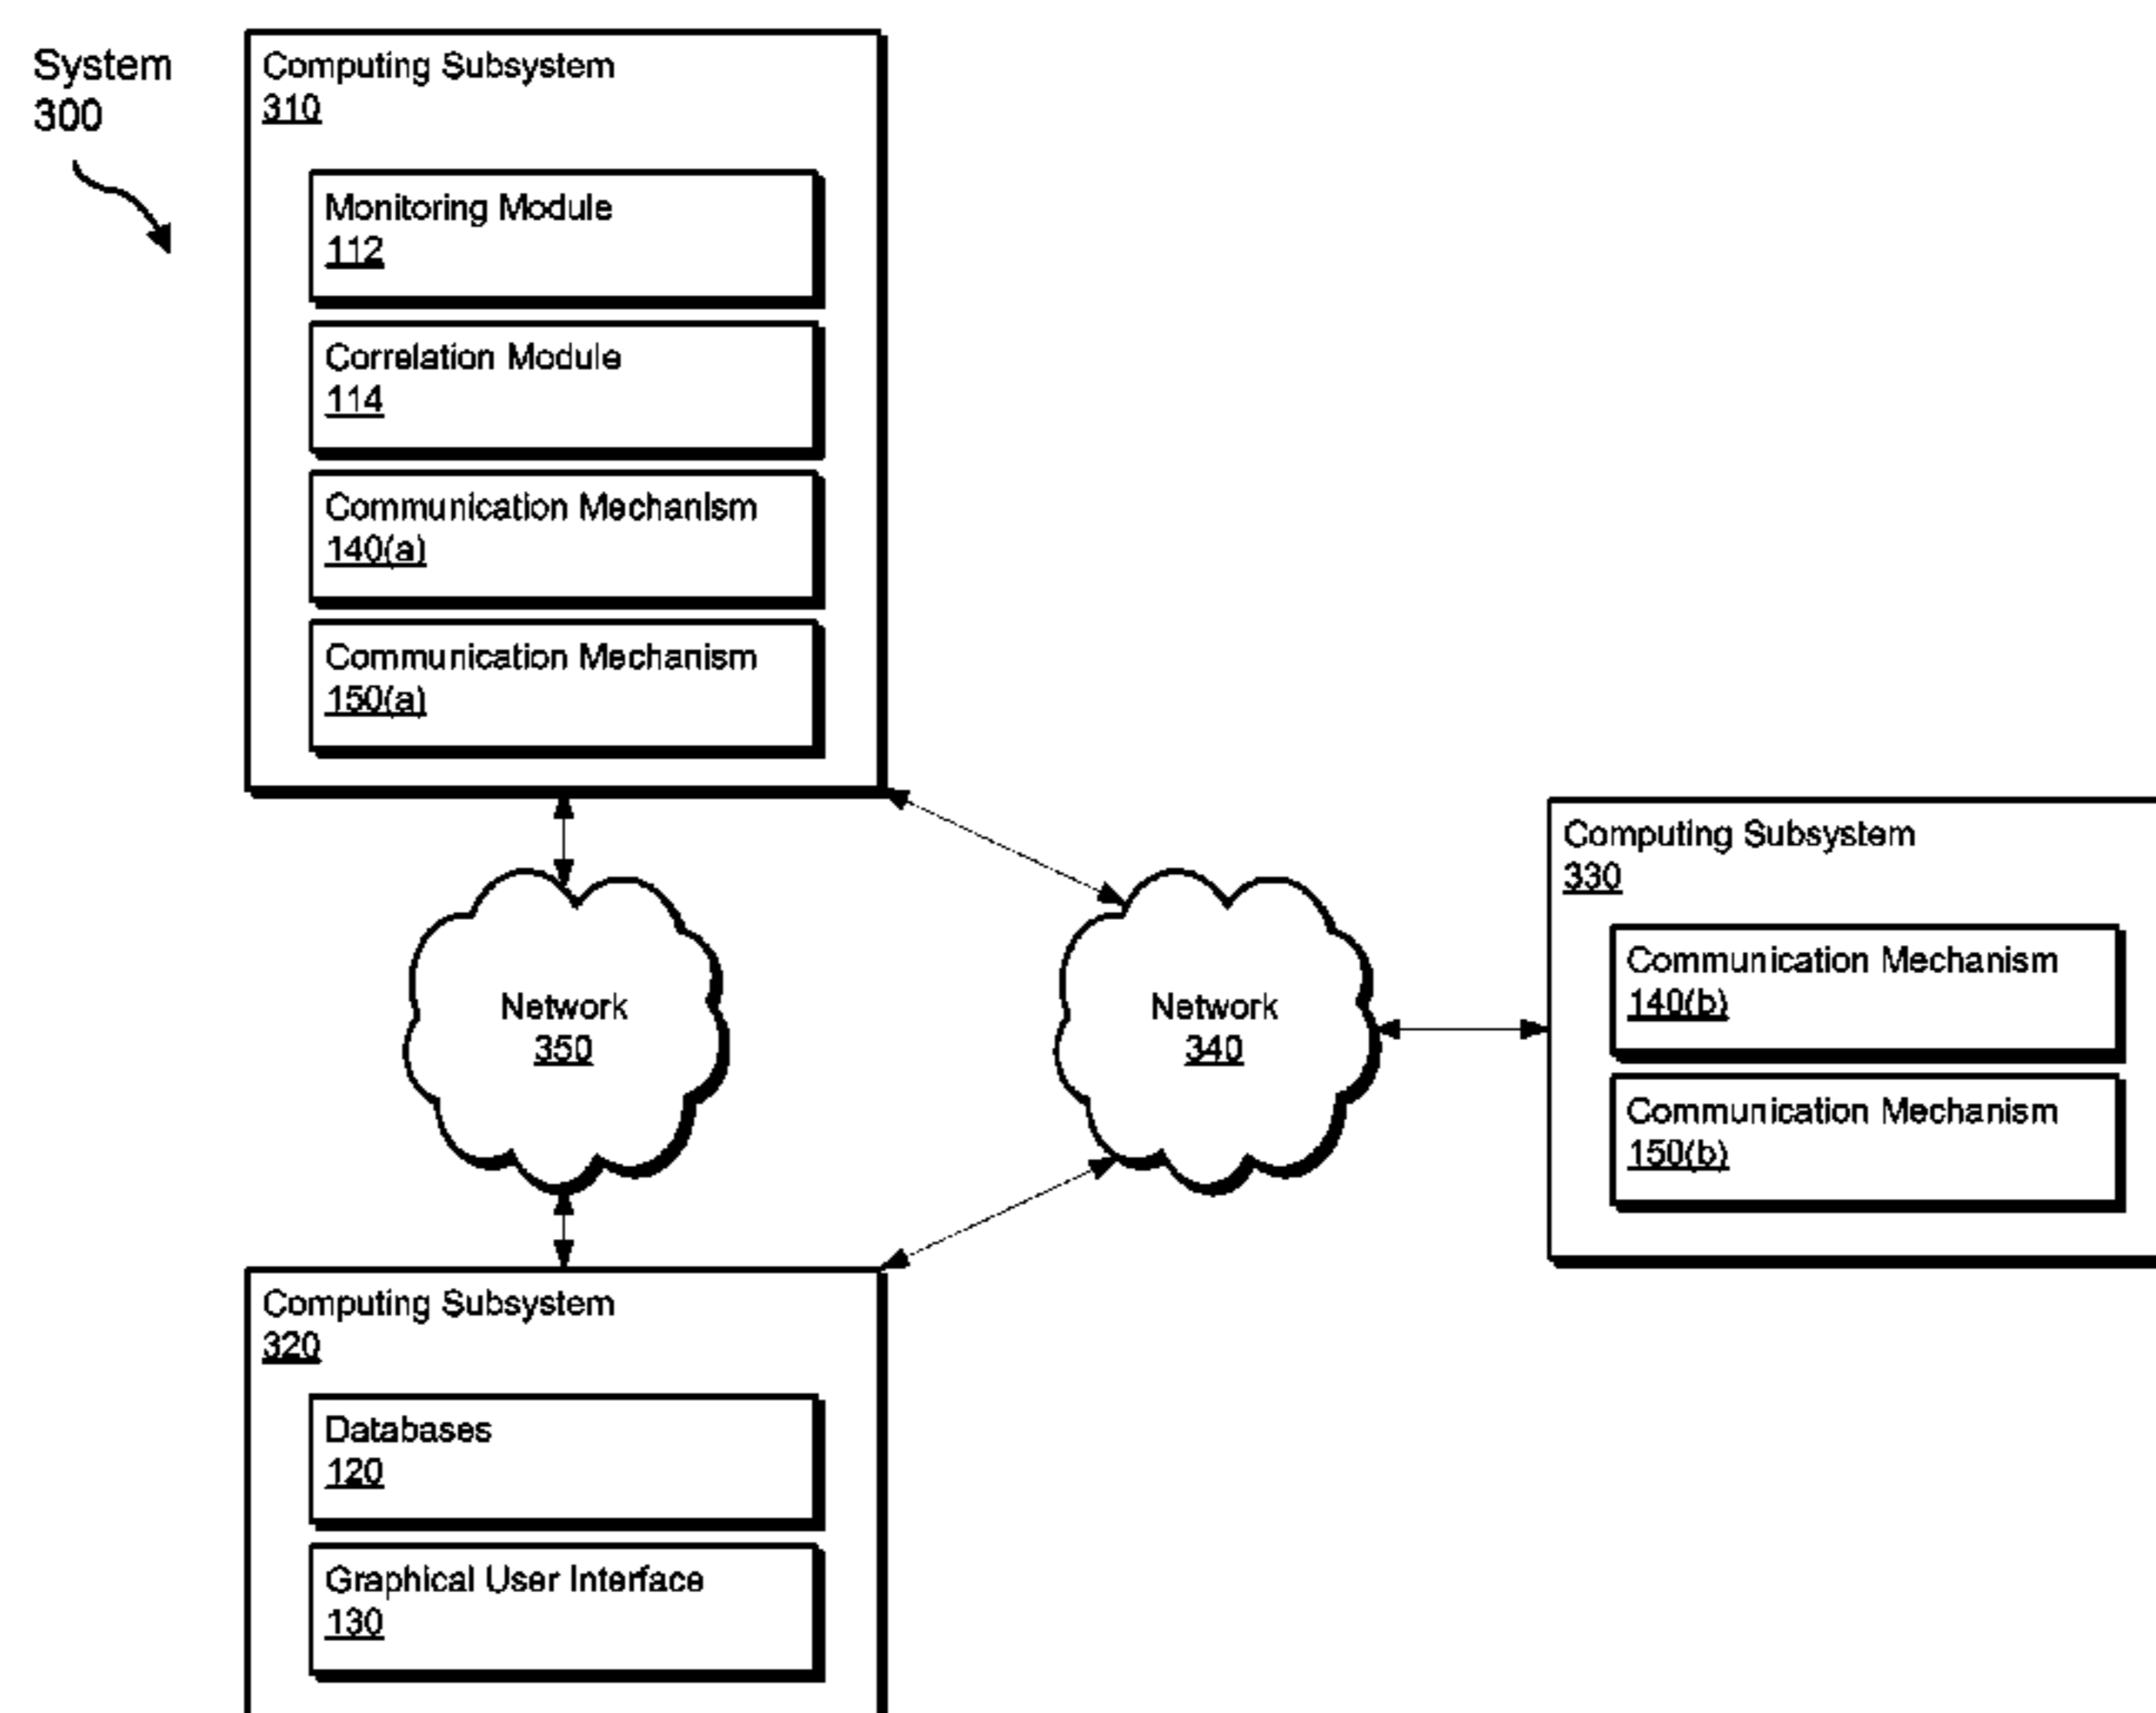 System
300
Computing Subsystem
310
Monitoring Module
112
Correlation Module
114
Communication Mechanism
140(a)
Communication Mechanism
150(a)
Network
350
Network
340
Computing Subsystem
330
Communication Mechanism
140(b)
Communication Mechanism
150(b)
Computing Subsystem
320
Databases
120
Graphical User Interface
130